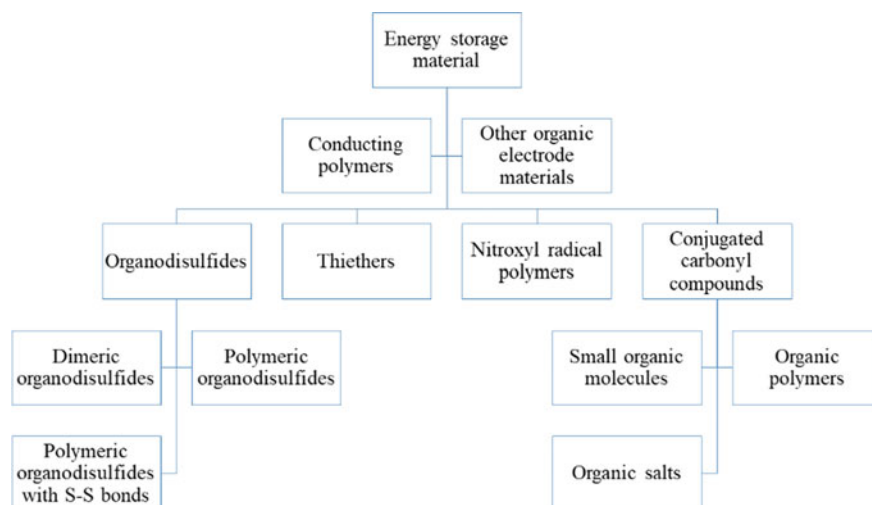 Energy storage
material
Conducting
polymers
Other organic
electrode
materials
Organodisulfides
Thiethers
Nitroxyl radical
polymers
Conjugated
carbonyl
compounds
Dimeric
organodisulfides
Polymeric
organodisulfides
Small organic
molecules
Organic
polymers
Polymeric
organodisulfides
with S-S bonds
Organic salts